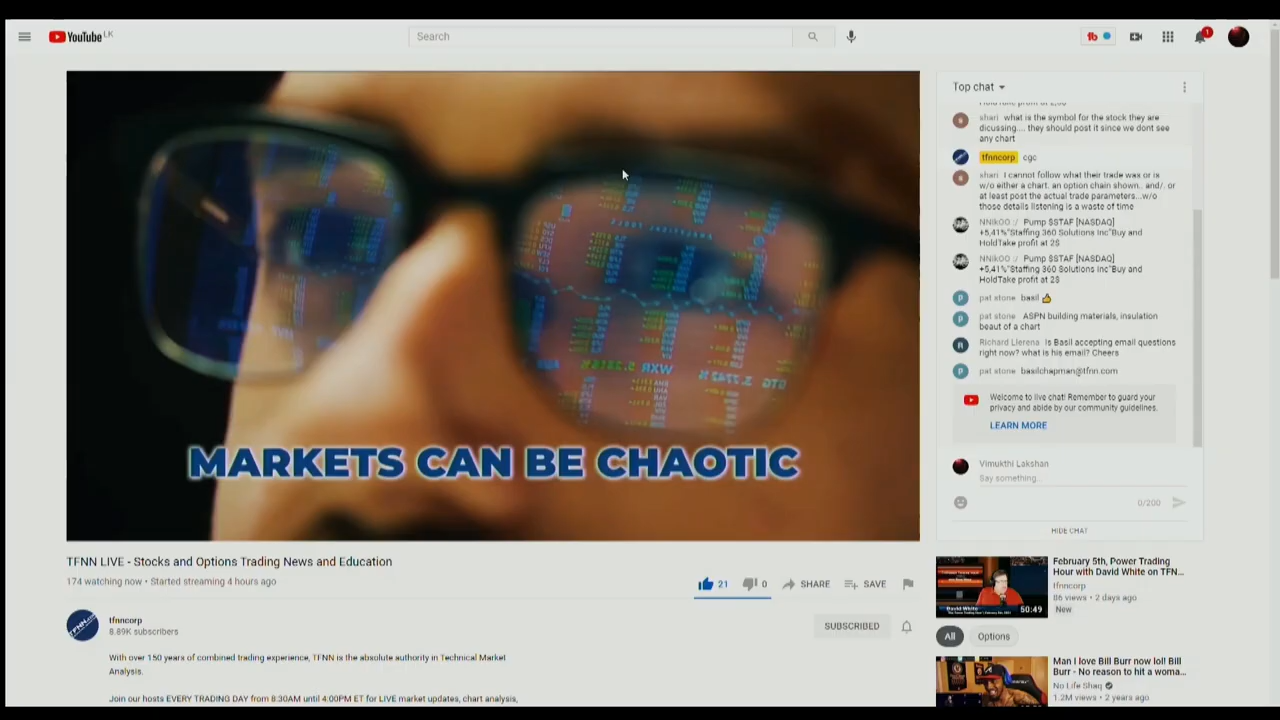 YouTube LK
Search
1
Top chat
shari what is the symbol for the stock they are
dicussing.... they should post it since we dont see
any chart
tfnncorp cgc
shari I cannot follow what their trade was or is
w/o either a chart. an option chain shown.. and/. or
at least post the actual trade parameters...w/o
those details listening is a waste of time
NNikOO :/ Pump $STAF [NASDAQ]
+5,41%"Staffing 360 Solutions Inc"Buy and
HoldTake profit at 2$
NNikOO :/ Pump $STAF [NASDAQ]
+5,41%"Staffing 360 Solutions Inc"Buy and
HoldTake profit at 2$
pat stone basil
pat stone ASPN building materials, insulation
beaut of a chart
Richard Llerena Is Basil accepting email questions
right now? what is his email? Cheers
pat stone basilchapman@tfnn.com
Welcome to live chat! Remember to guard your
privacy and abide by our community guidelines.
LEARN MORE
Vimukthi Lakshan
Say something...
0/200
HIDE CHAT
MARKETS CAN BE CHAOTIC
TFNN LIVE - Stocks and Options Trading News and Education
174 watching now • Started streaming 4 hours ago
21 0 SHARE SAVE
tfnncorp
8.89K subscribers
SUBSCRIBED
With over 150 years of combined trading experience, TFNN is the absolute authority in Technical Market
Analysis.
Join our hosts EVERY TRADING DAY from 8:30AM until 4:00PM ET for LIVE market updates, chart analysis,
February 5th, Power Trading
Hour with David White on TFN...
tfnncorp
86 views • 2 days ago
New
David White
50:49
All Options
Man I love Bill Burr now lol! Bill
Burr - No reason to hit a woma...
No Life Shaq
1.2M views • 2 years ago